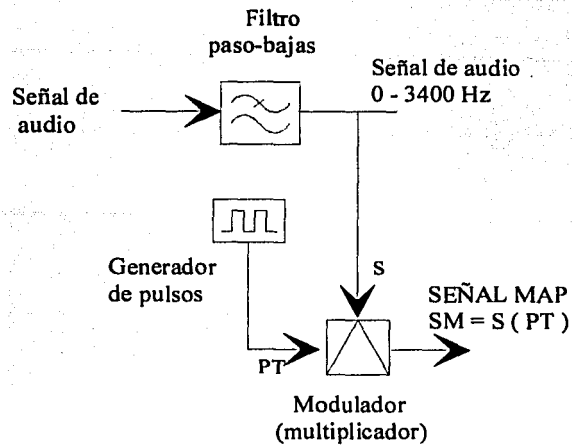 Filtro
paso-bajas
Señal de
audio
Señal de audio
0 - 3400 Hz
Generador
de pulsos
S
PT
SEÑAL MAP
SM = S ( PT )
Modulador
(multiplicador)